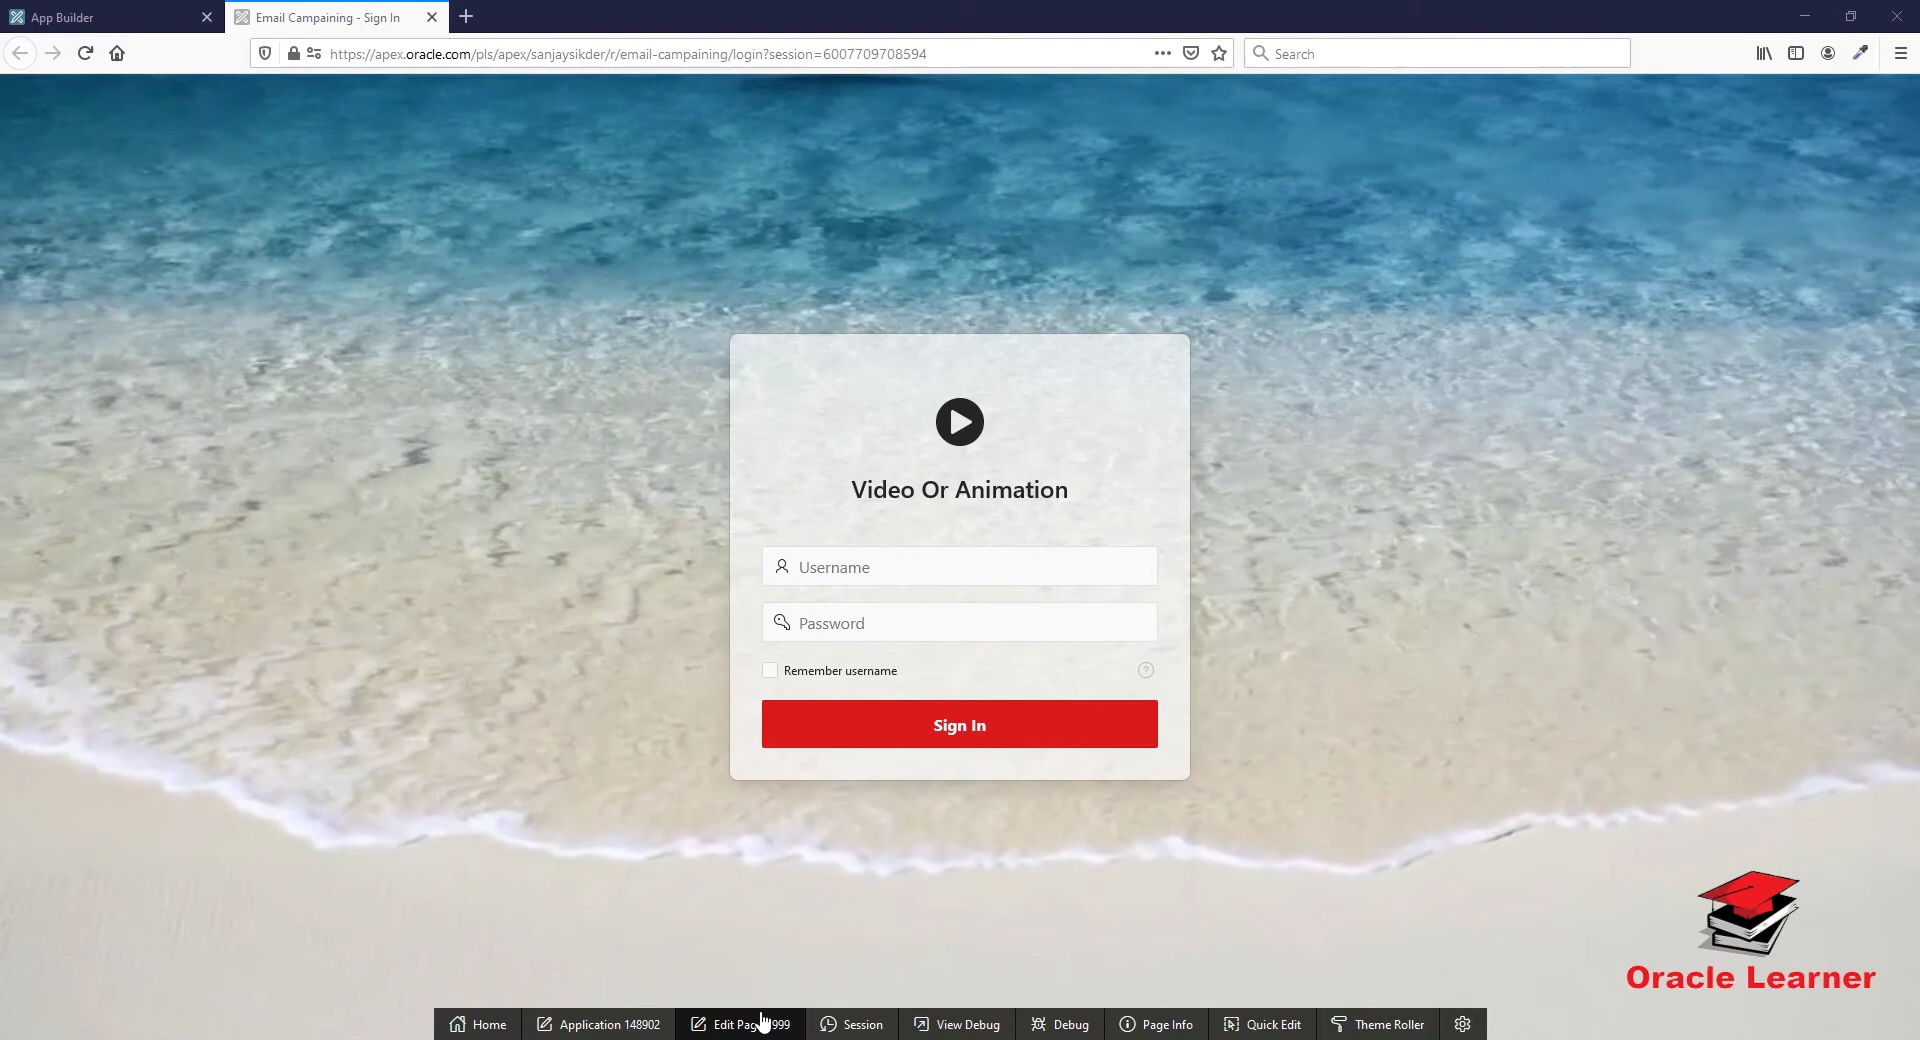 App Builder
Email Campaining - Sign In
https://apex.oracle.com/pls/apex/sanjaysikder/r/email-campaining/login?session=6007709708594
Search
Video Or Animation
Username
Password
Remember username
?
Sign In
Oracle Learner
Home
Application 148902
Edit
Session
View Debug
Debug
Page Info
Quick Edit
Theme Roller